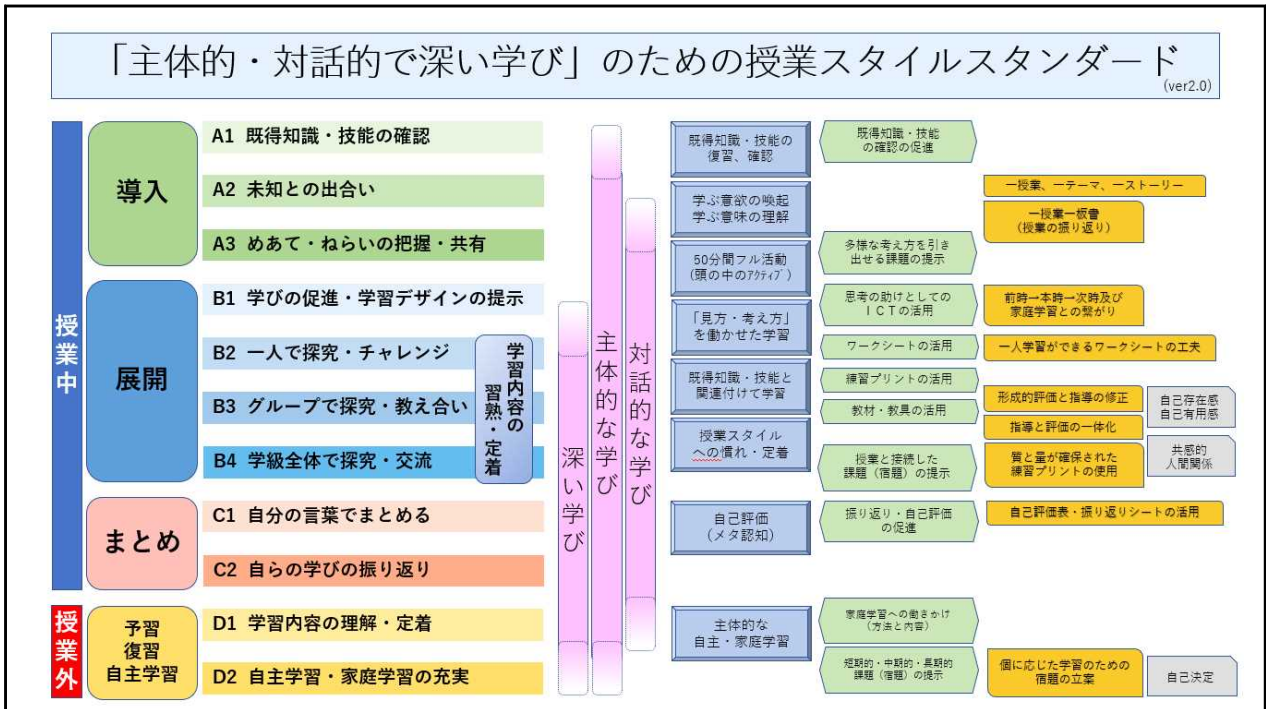 「主体的・対話的で深い学び」のための授業スタイルスタンダード
(ver2.0)
授業中
導入
A1 既得知識・技能の確認
A2 未知との出合い
A3 めあて・ねらいの把握・共有
展開
B1 学びの促進・学習デザインの提示
B2 一人で探究・チャレンジ
B3 グループで探究・教え合い
B4 学級全体で探究・交流
学習内容の
習熟・定着
まとめ
C1 自分の言葉でまとめる
C2 自らの学びの振り返り
授業外
予習
復習
自主学習
D1 学習内容の理解・定着
D2 自主学習・家庭学習の充実
深い学び
主体的な学び
対話的な学び
既得知識・技能の
復習、確認
学ぶ意欲の喚起
学ぶ意味の理解
50分間フル活動
(頭の中のｱｸﾃｨﾌﾞ)
「見方・考え方」
を働かせた学習
既得知識・技能と
関連付けて学習
授業スタイル
への慣れ・定着
自己評価
(メタ認知)
主体的な
自主・家庭学習
既得知識・技能
の確認の促進
多様な考え方を引き
出せる課題の提示
思考の助けとしての
ＩＣＴの活用
ワークシートの活用
練習プリントの活用
教材・教具の活用
授業と接続した
課題（宿題）の提示
振り返り・自己評価
の促進
家庭学習への働きかけ
(方法と内容)
短期的・中期的・長期的
課題（宿題）の提示
一授業、一テーマ、一ストーリー
一授業一板書
(授業の振り返り)
前時→本時→次時及び
家庭学習との繋がり
一人学習ができるワークシートの工夫
形成的評価と指導の修正
指導と評価の一体化
質と量が確保された
練習プリントの使用
自己評価表・振り返りシートの活用
個に応じた学習のための
宿題の立案
自己存在感
自己有用感
共感的
人間関係
自己決定